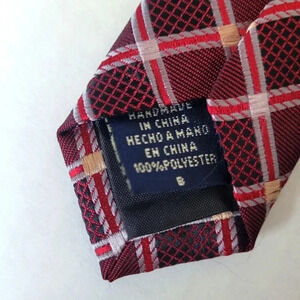 HANDMADE
IN CHINA
HECHO A MANO
EN CHINA
100% POLYESTER
B